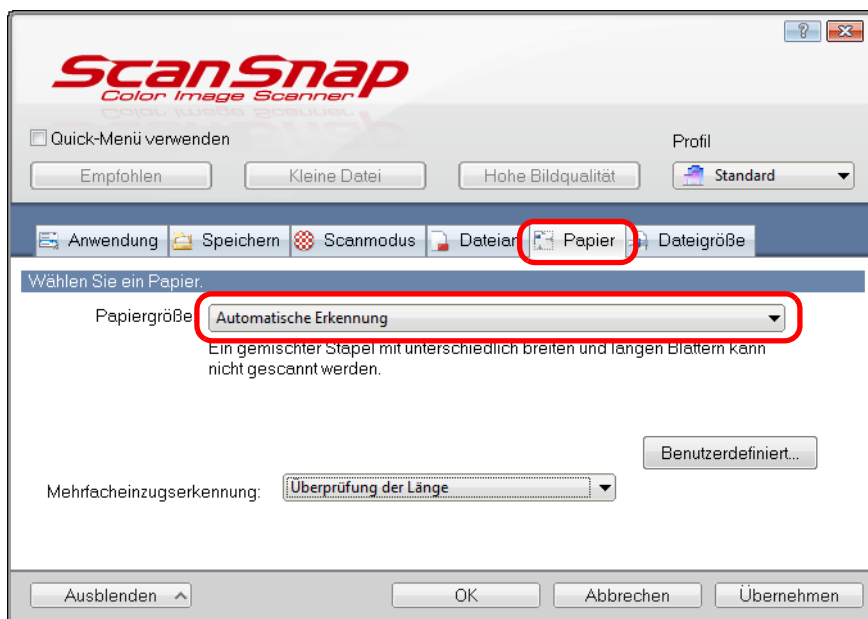 ScanSnap
Color Image Scanner
Quick-Menü verwenden
Profil
Empfohlen
Kleine Datei
Hohe Bildqualität
Standard
Anwendung
Speichern
Scanmodus
Dateiar
Papier
Dateigröße
Wählen Sie ein Papier.
Papiergröße
Automatische Erkennung
Ein gemischter Stapel mit unterschiedlich breiten und langen Blättern kann
nicht gescannt werden.
Benutzerdefiniert...
Mehrfacheinzugserkennung:
Überprüfung der Länge
Ausblenden
OK
Abbrechen
Übernehmen